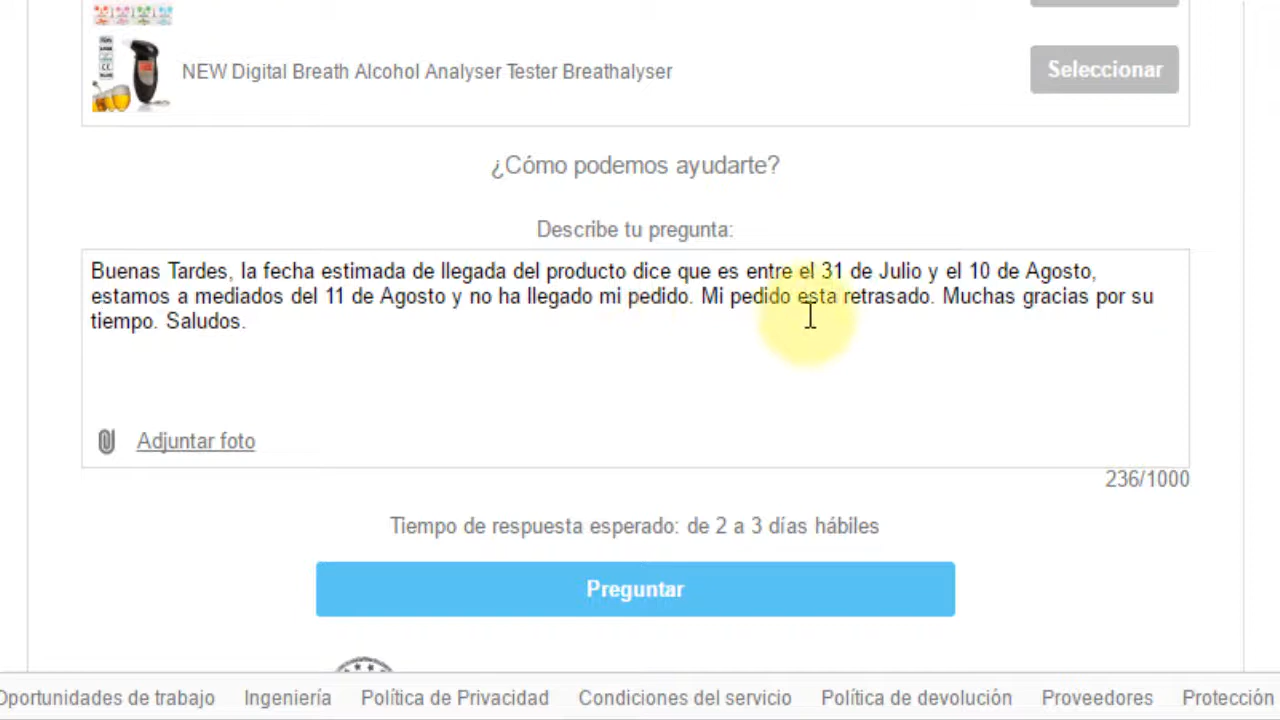 NEW Digital Breath Alcohol Analyser Tester Breathalyser
Seleccionar
¿Cómo podemos ayudarte?
Describe tu pregunta:
Buenas Tardes, la fecha estimada de llegada del producto dice que es entre el 31 de Julio y el 10 de Agosto,
estamos a mediados del 11 de Agosto y no ha llegado mi pedido. Mi pedido esta retrasado. Muchas gracias por su
tiempo. Saludos.
Adjuntar foto
236/1000
Tiempo de respuesta esperado: de 2 a 3 días hábiles
Preguntar
Oportunidades de trabajo Ingeniería Política de Privacidad Condiciones del servicio Política de devolución Proveedores Protección